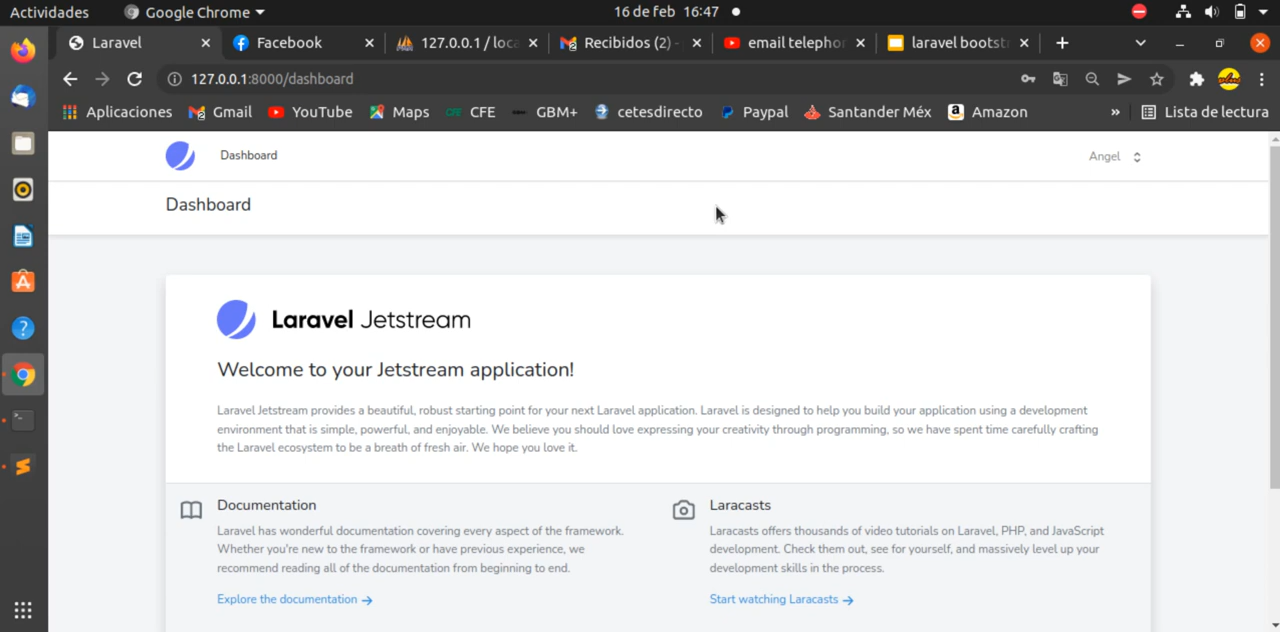 Actividades Google Chrome 16 de feb 16:47
Laravel Facebook 127.0.0.1 / loca Recibidos (2) - email telephon laravel bootst
127.0.0.1:8000/dashboard
Aplicaciones Gmail YouTube Maps CFE CFE GBM+ cetesdirecto Paypal Santander Méx a Amazon » Lista de lectura
Dashboard Angel
Dashboard
Laravel Jetstream
Welcome to your Jetstream application!
Laravel Jetstream provides a beautiful, robust starting point for your next Laravel application. Laravel is designed to help you build your application using a development
environment that is simple, powerful, and enjoyable. We believe you should love expressing your creativity through programming, so we have spent time carefully crafting
the Laravel ecosystem to be a breath of fresh air. We hope you love it.
Documentation
Laravel has wonderful documentation covering every aspect of the framework.
Whether you're new to the framework or have previous experience, we
recommend reading all of the documentation from beginning to end.
Explore the documentation →
Laracasts
Laracasts offers thousands of video tutorials on Laravel, PHP, and JavaScript
development. Check them out, see for yourself, and massively level up your
development skills in the process.
Start watching Laracasts →